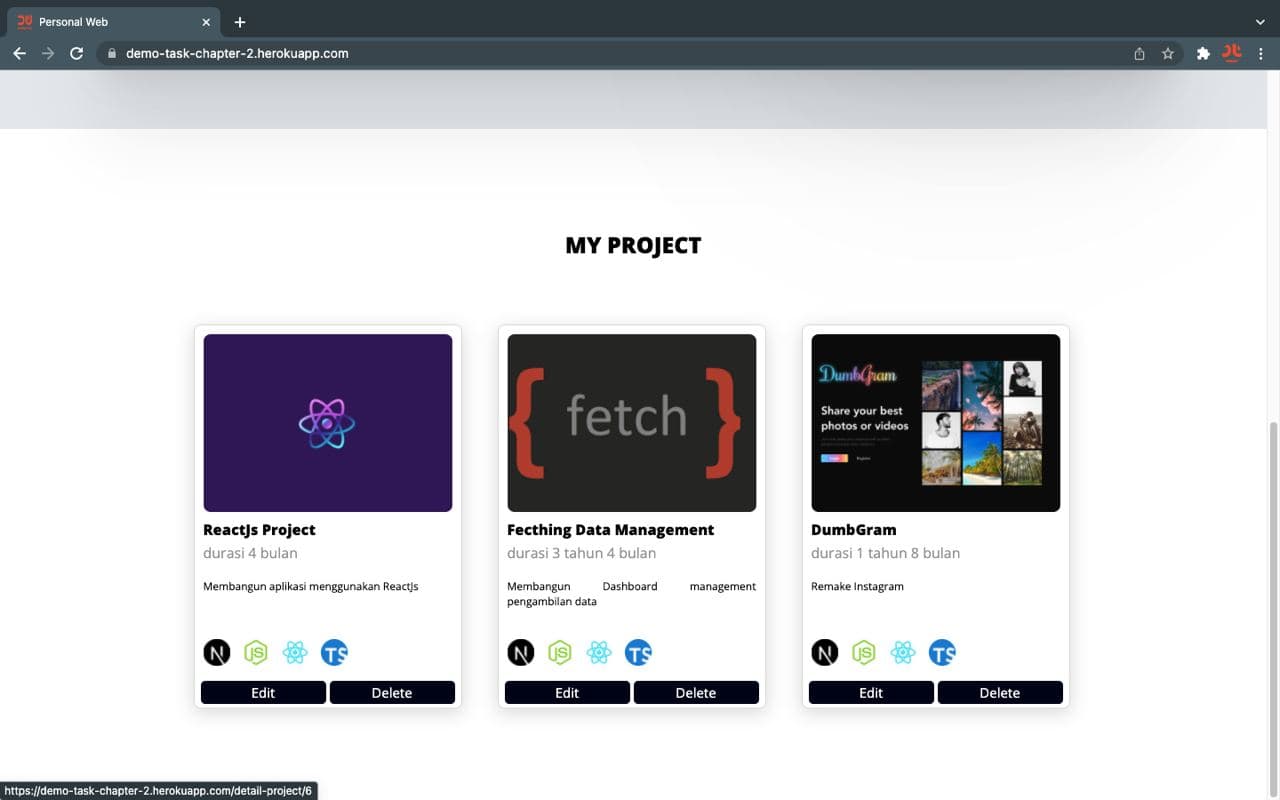 Personal Web
demo-task-chapter-2.herokuapp.com
MY PROJECT
fetch
DumbGram
Share your best
photos or videos
ReactJs Project
durasi 4 bulan
Membangun aplikasi menggunakan ReactJs
N JS TS
Edit Delete
Fecthing Data Management
durasi 3 tahun 4 bulan
Membangun Dashboard management
pengambilan data
N JS TS
Edit Delete
DumbGram
durasi 1 tahun 8 bulan
Remake Instagram
N JS TS
Edit Delete
https://demo-task-chapter-2.herokuapp.com/detail-project/6